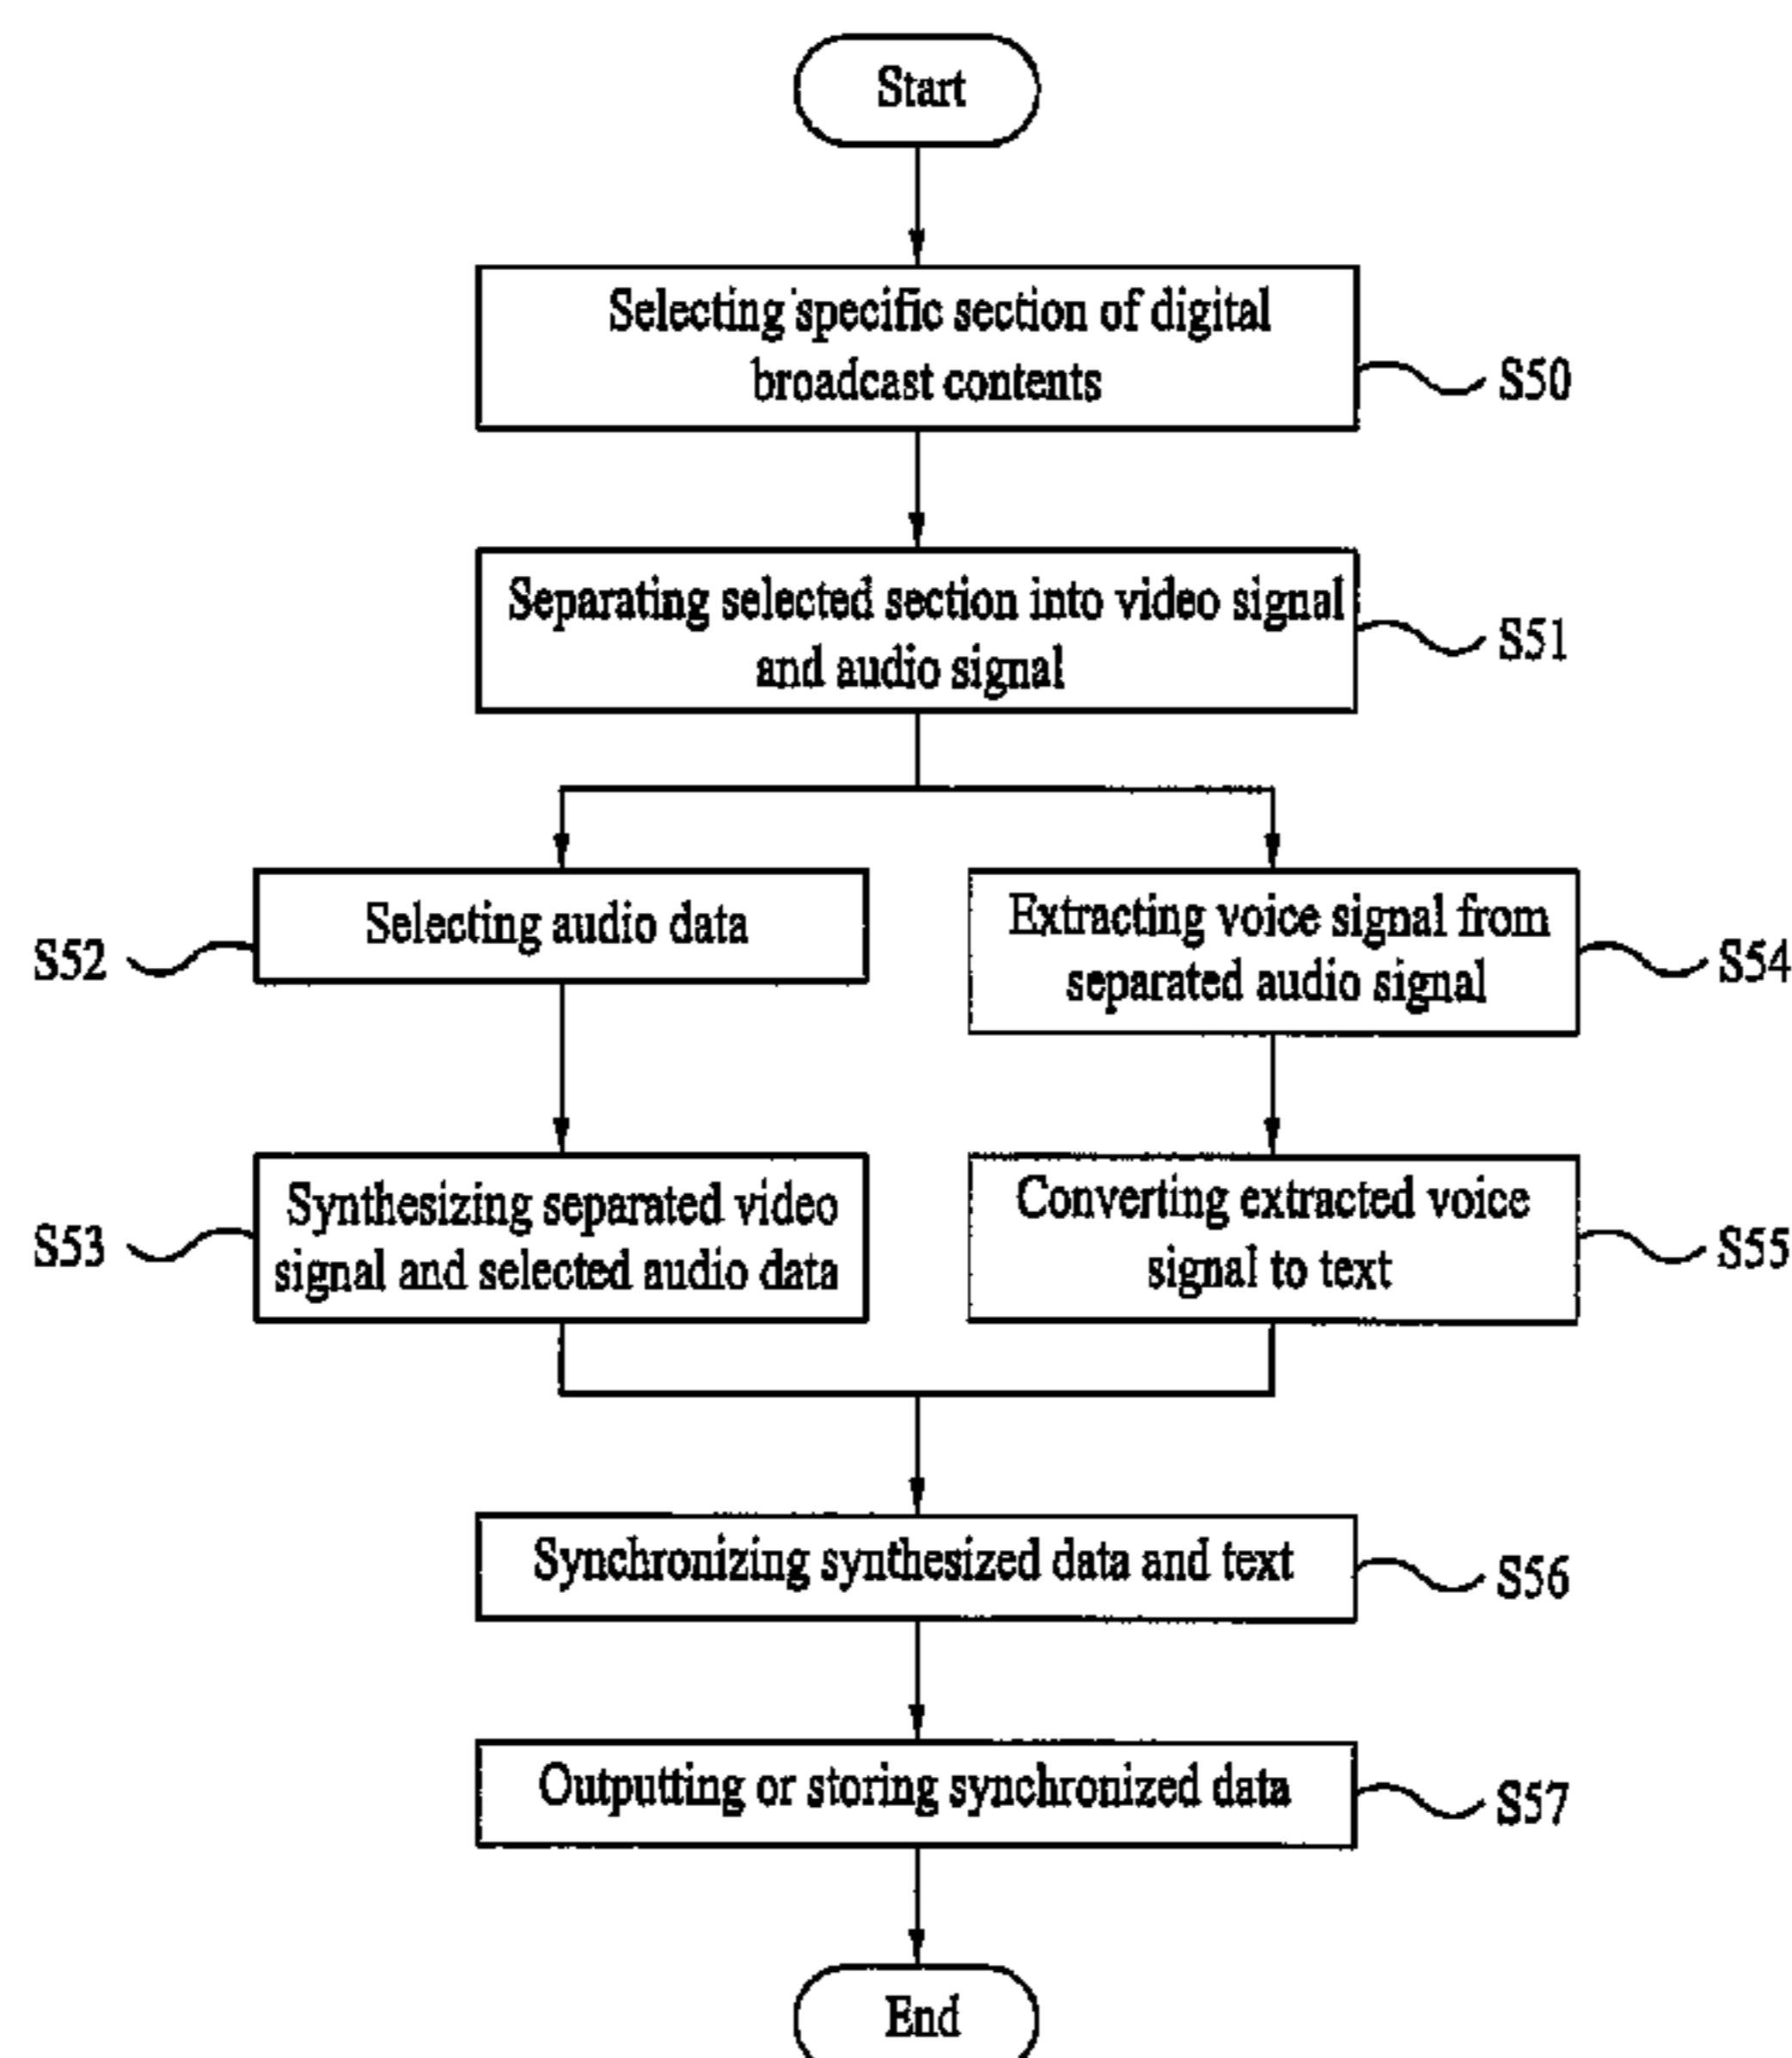 Start
Selecting specific section of digital
broadcast contents
S50
Separating selected section into video signal
and audio signal
S51
Selecting audio data
S52
Extracting voice signal from
separated audio signal
S54
Synthesizing separated video
signal and selected audio data
S53
Converting extracted voice
signal to text
S55
Synchronizing synthesized data and text
S56
Outputting or storing synchronized data
S57
End